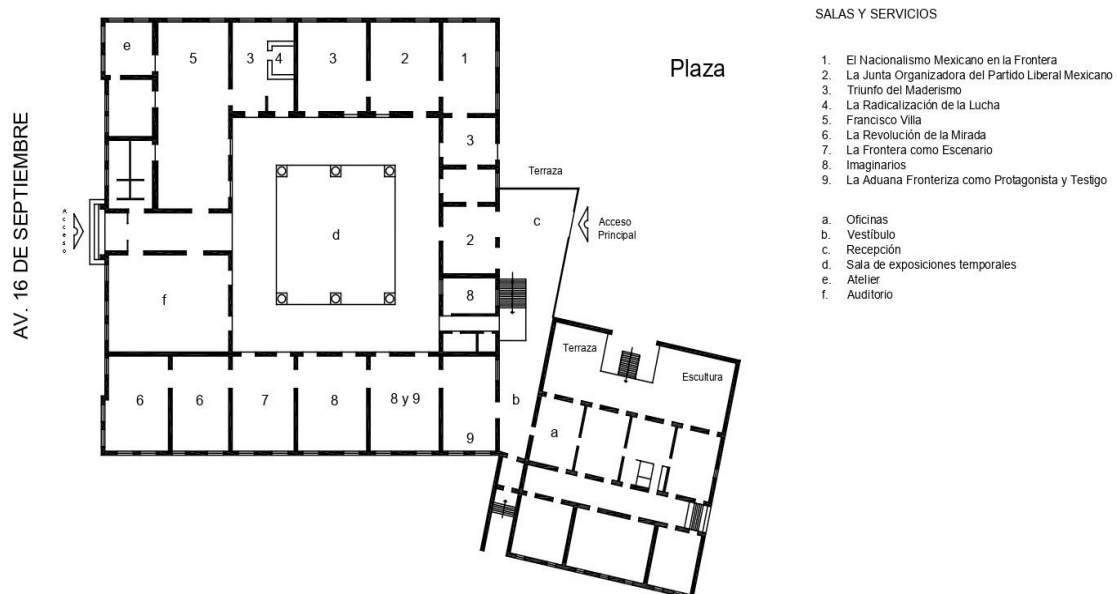 SALAS Y SERVICIOS
1. El Nacionalismo Mexicano en la Frontera
2. La Junta Organizadora del Partido Liberal Mexicano
3. Triunfo del Maderismo
4. La Radicalización de la Lucha
5. Francisco Villa
6. La Revolución de la Mirada
7. La Frontera como Escenario
8. Imaginarios
9. La Aduana Fronteriza como Protagonista y Testigo
a. Oficinas
b. Vestíbulo
c. Recepción
d. Sala de exposiciones temporales
e. Atelier
f. Auditorio
Plaza
AV. 16 DE SEPTIEMBRE
Acceso
e
5
3
4
3
2
1
3
Terraza
c
Acceso
Principal
2
d
8
f
6
6
7
8
8 y 9
9
b
Terraza
Escultura
a